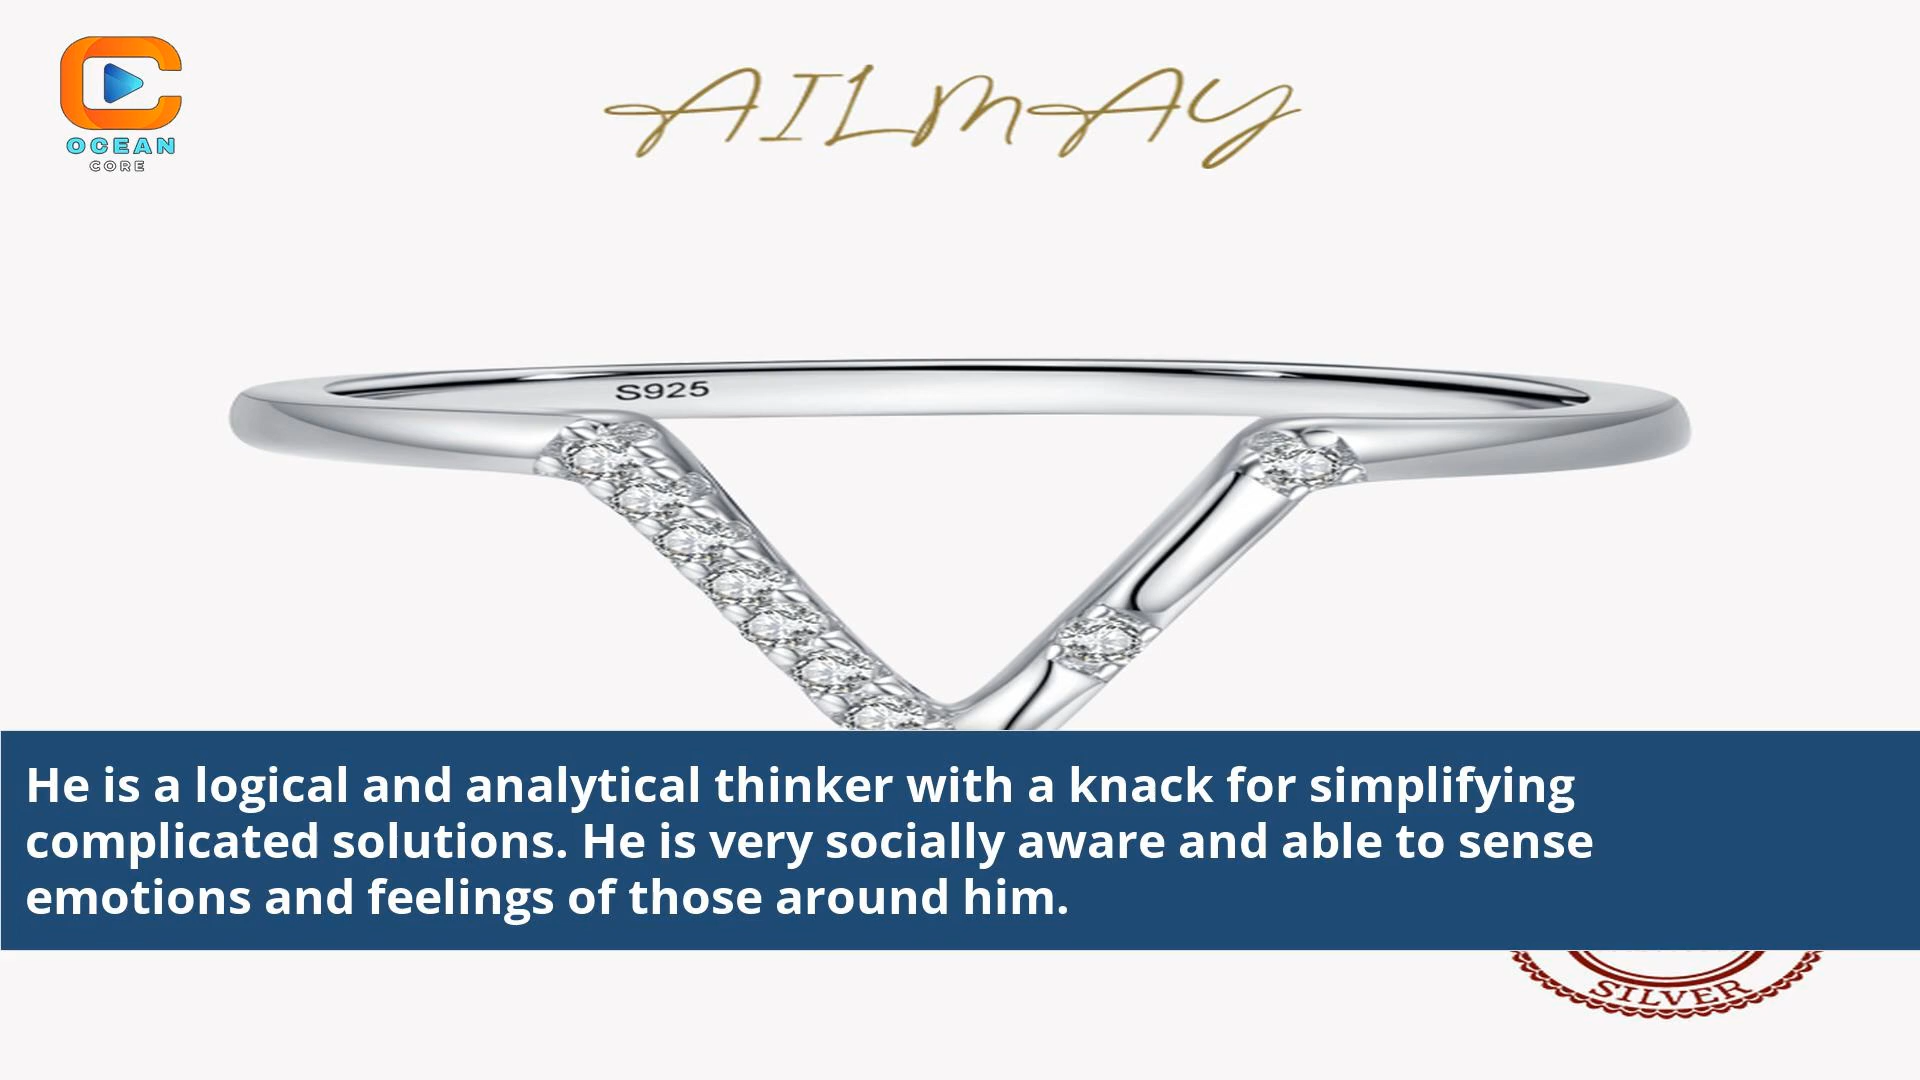 OCEAN
CORE
AILMAY
S925
He is a logical and analytical thinker with a knack for simplifying
complicated solutions. He is very socially aware and able to sense
emotions and feelings of those around him.
SILVER